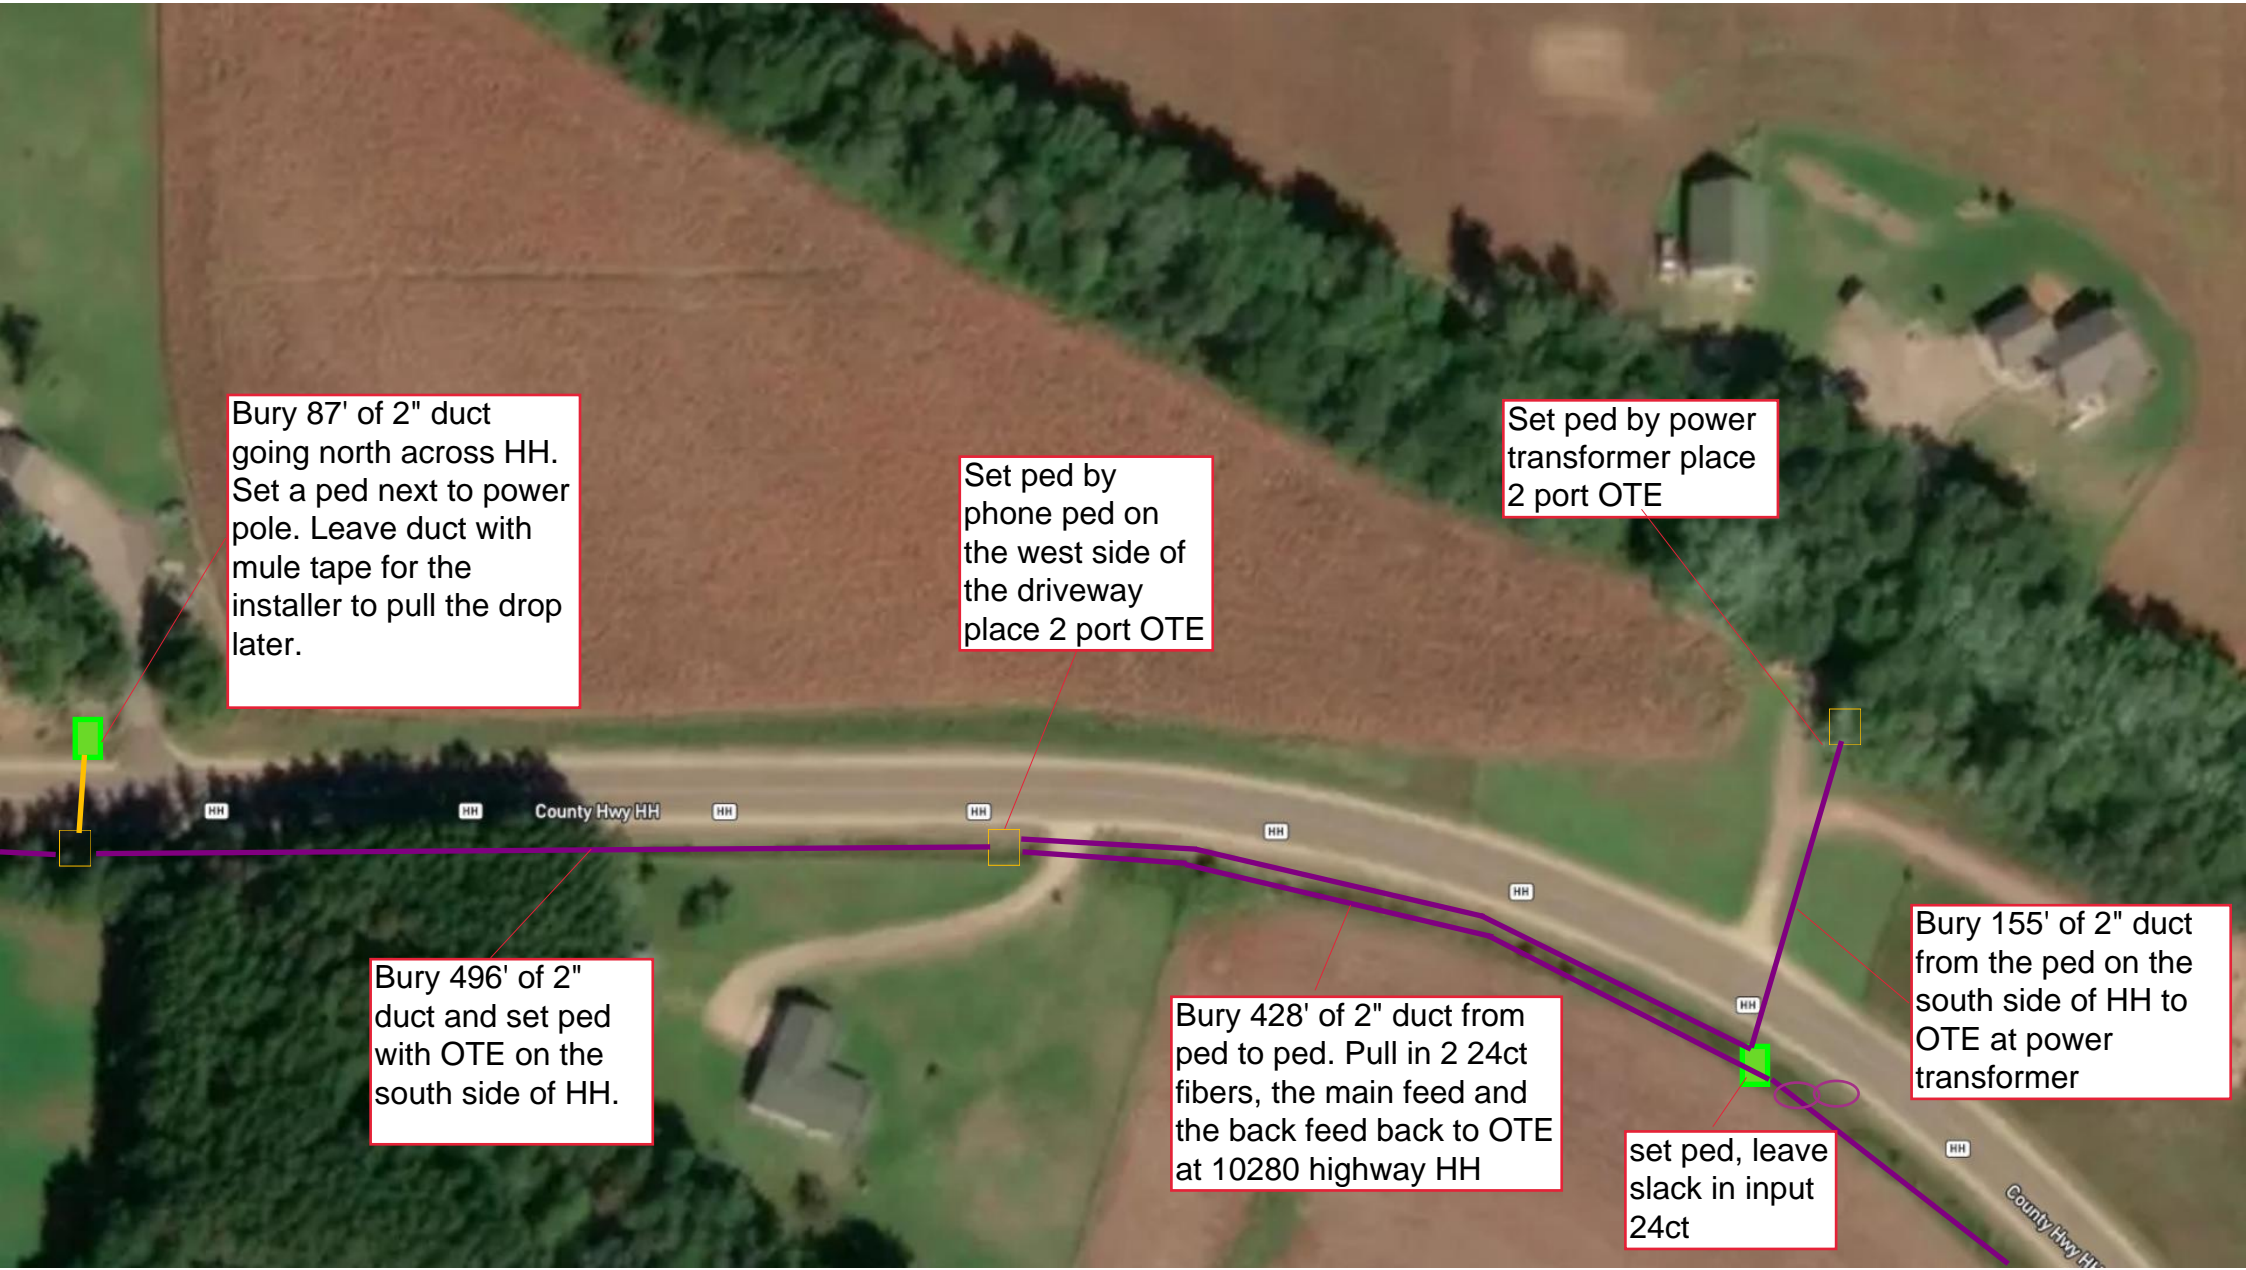 Bury 87' of 2" duct
going north across HH.
Set a ped next to power
pole. Leave duct with
mule tape for the
installer to pull the drop
later.
Set ped by
phone ped on
the west side of
the driveway
place 2 port OTE
Set ped by power
transformer place
2 port OTE
HH
HH
County Hwy HH
HH
HH
HH
HH
HH
HH
County Hwy HH
Bury 496' of 2"
duct and set ped
with OTE on the
south side of HH.
Bury 428' of 2" duct from
ped to ped. Pull in 2 24ct
fibers, the main feed and
the back feed back to OTE
at 10280 highway HH
Bury 155' of 2" duct
from the ped on the
south side of HH to
OTE at power
transformer
set ped, leave
slack in input
24ct